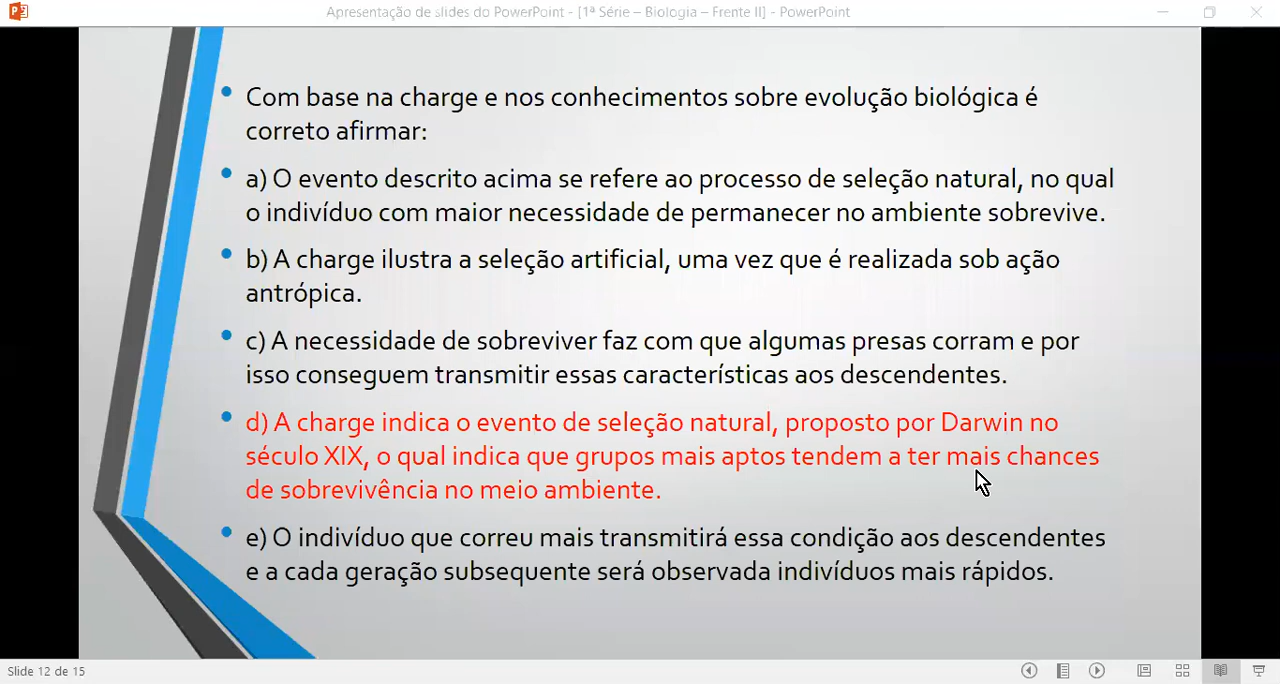 Apresentação de slides do PowerPoint - [1ª Série – Biologia – Frente II] - PowerPoint
• Com base na charge e nos conhecimentos sobre evolução biológica é
correto afirmar:
• a) O evento descrito acima se refere ao processo de seleção natural, no qual
o indivíduo com maior necessidade de permanecer no ambiente sobrevive.
• b) A charge ilustra a seleção artificial, uma vez que é realizada sob ação
antrópica.
• c) A necessidade de sobreviver faz com que algumas presas corram e por
isso conseguem transmitir essas características aos descendentes.
• d) A charge indica o evento de seleção natural, proposto por Darwin no
século XIX, o qual indica que grupos mais aptos tendem a ter mais chances
de sobrevivência no meio ambiente.
• e) O indivíduo que correu mais transmitirá essa condição aos descendentes
e a cada geração subsequente será observada indivíduos mais rápidos.
Slide 12 de 15